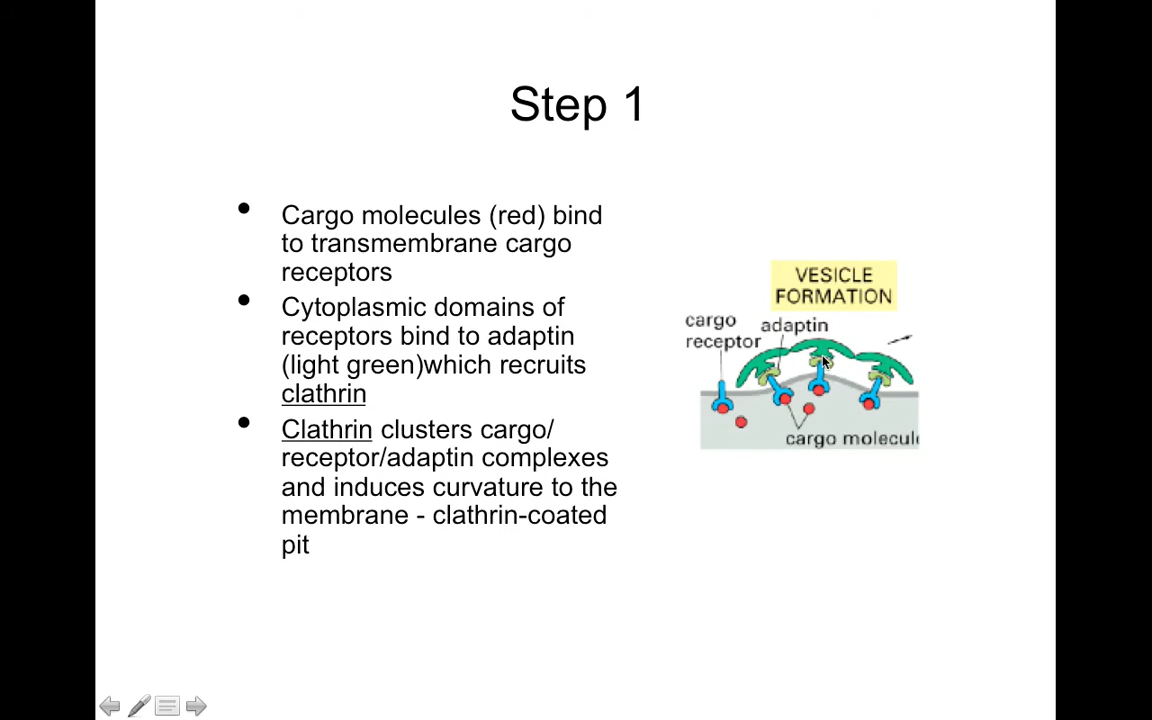 Step 1
• Cargo molecules (red) bind
to transmembrane cargo
receptors
• Cytoplasmic domains of
receptors bind to adaptin
(light green)which recruits
clathrin
• Clathrin clusters cargo/
receptor/adaptin complexes
and induces curvature to the
membrane - clathrin-coated
pit
VESICLE
FORMATION
cargo
receptor
adaptin
cargo molecul